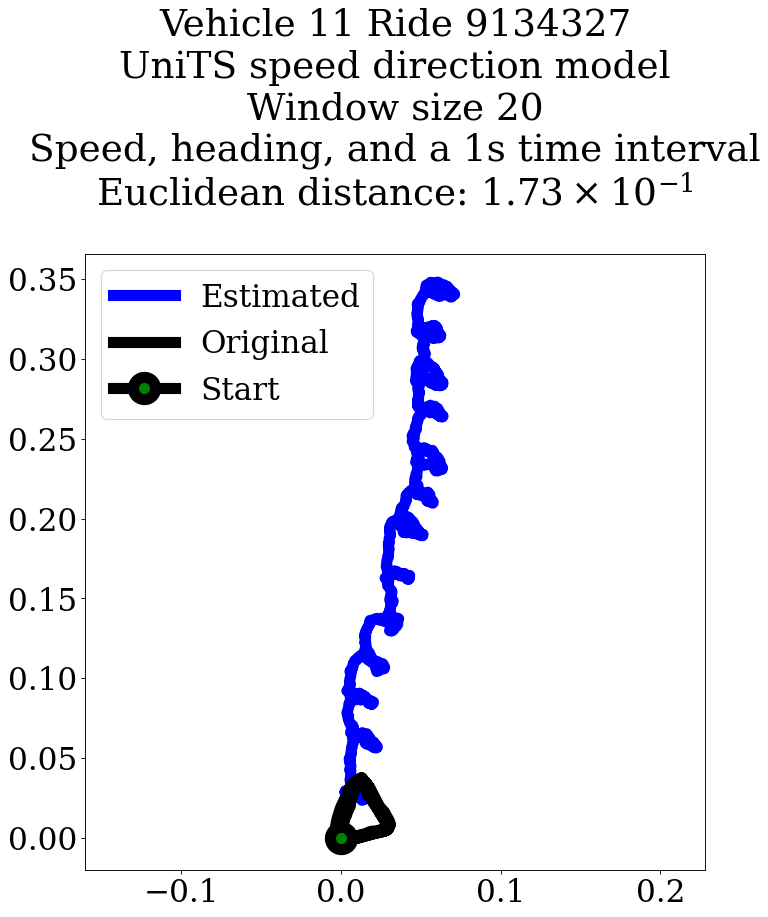 Vehicle 11 Ride 9134327
UniTS speed direction model
Window size 20
Speed, heading, and a 1s time interval
Euclidean distance: 1.73 × 10⁻¹
Estimated
Original
Start
0.35
0.30
0.25
0.20
0.15
0.10
0.05
0.00
−0.1 0.0 0.1 0.2